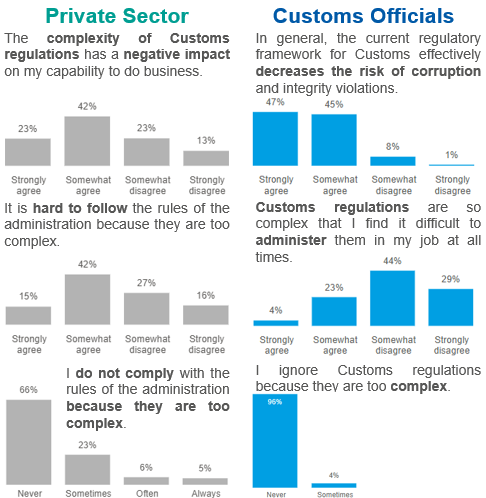 Private Sector
The complexity of Customs
regulations has a negative impact
on my capability to do business.
23%
42%
23%
13%
Strongly agree
Somewhat agree
Somewhat disagree
Strongly disagree
It is hard to follow the rules of the
administration because they are too
complex.
15%
42%
27%
16%
Strongly agree
Somewhat agree
Somewhat disagree
Strongly disagree
I do not comply with the
rules of the administration
because they are too
complex.
66%
23%
6%
5%
Never
Sometimes
Often
Always
Customs Officials
In general, the current regulatory
framework for Customs effectively
decreases the risk of corruption
and integrity violations.
47%
45%
8%
1%
Strongly agree
Somewhat agree
Somewhat disagree
Strongly disagree
Customs regulations are so
complex that I find it difficult to
administer them in my job at all
times.
4%
23%
44%
29%
Strongly agree
Somewhat agree
Somewhat disagree
Strongly disagree
I ignore Customs regulations
because they are too complex.
96%
4%
Never
Sometimes